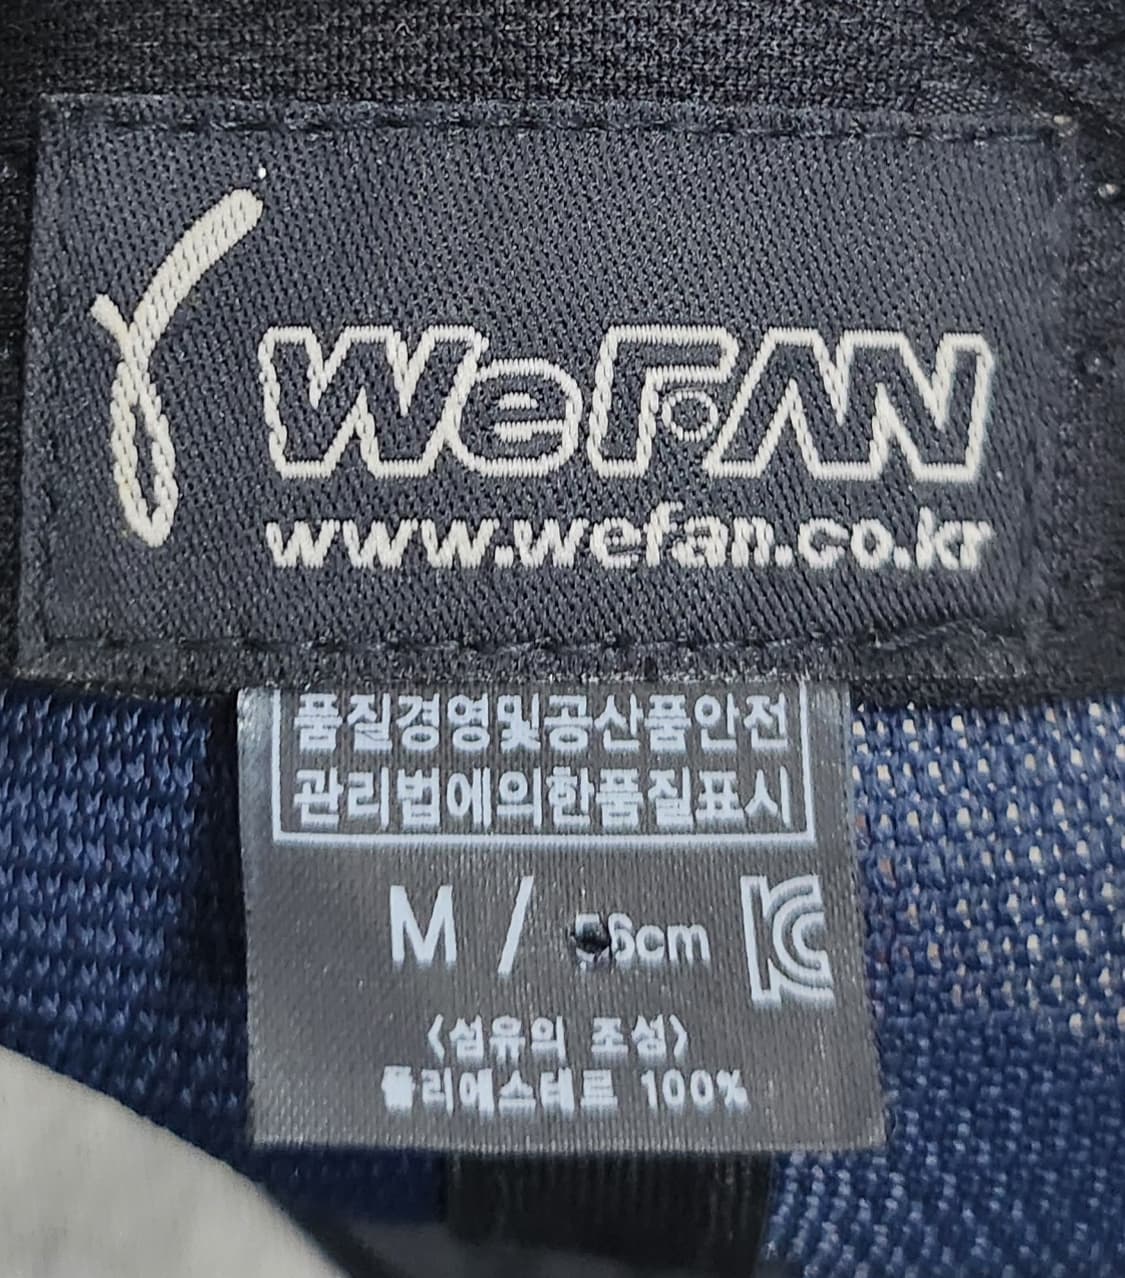 WeFAN
www.wefan.co.kr
품질경영및공산품안전
관리법에의한품질표시
M / 56cm
<섬유의 조성>
폴리에스테르 100%